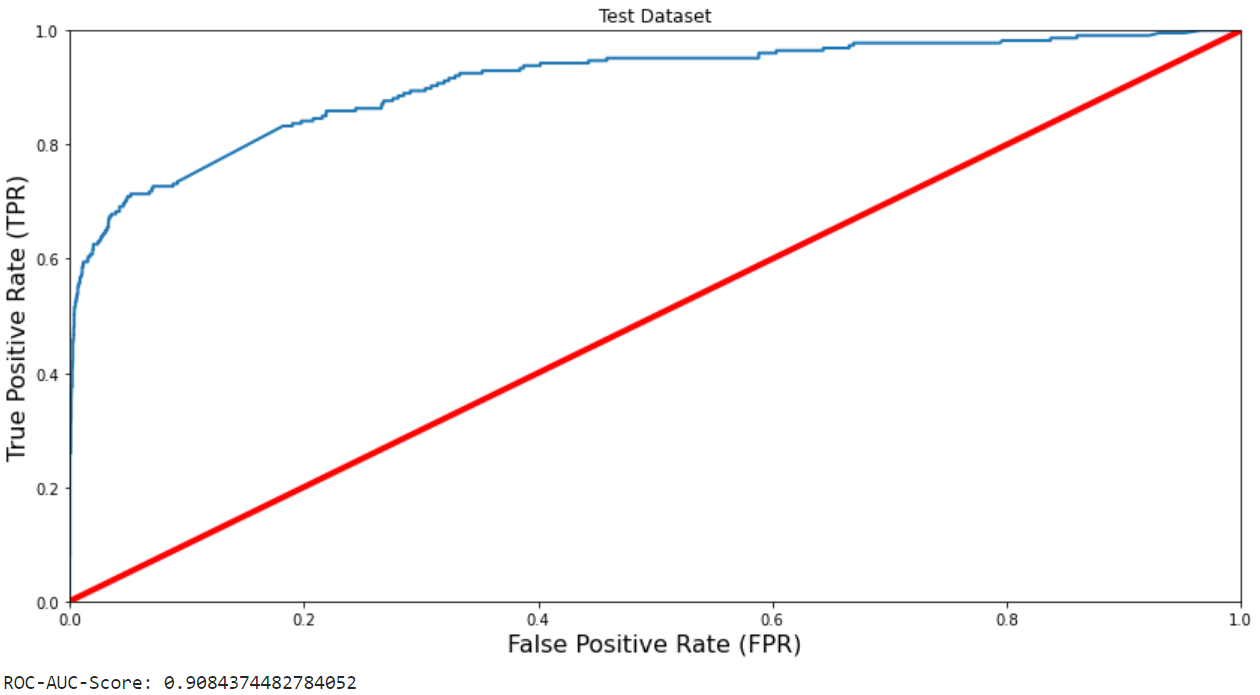 Test Dataset
1.0
0.8
0.6
0.4
0.2
0.0
True Positive Rate (TPR)
0.0 0.2 0.4 0.6 0.8 1.0
False Positive Rate (FPR)
ROC-AUC-Score: 0.9084374482784052